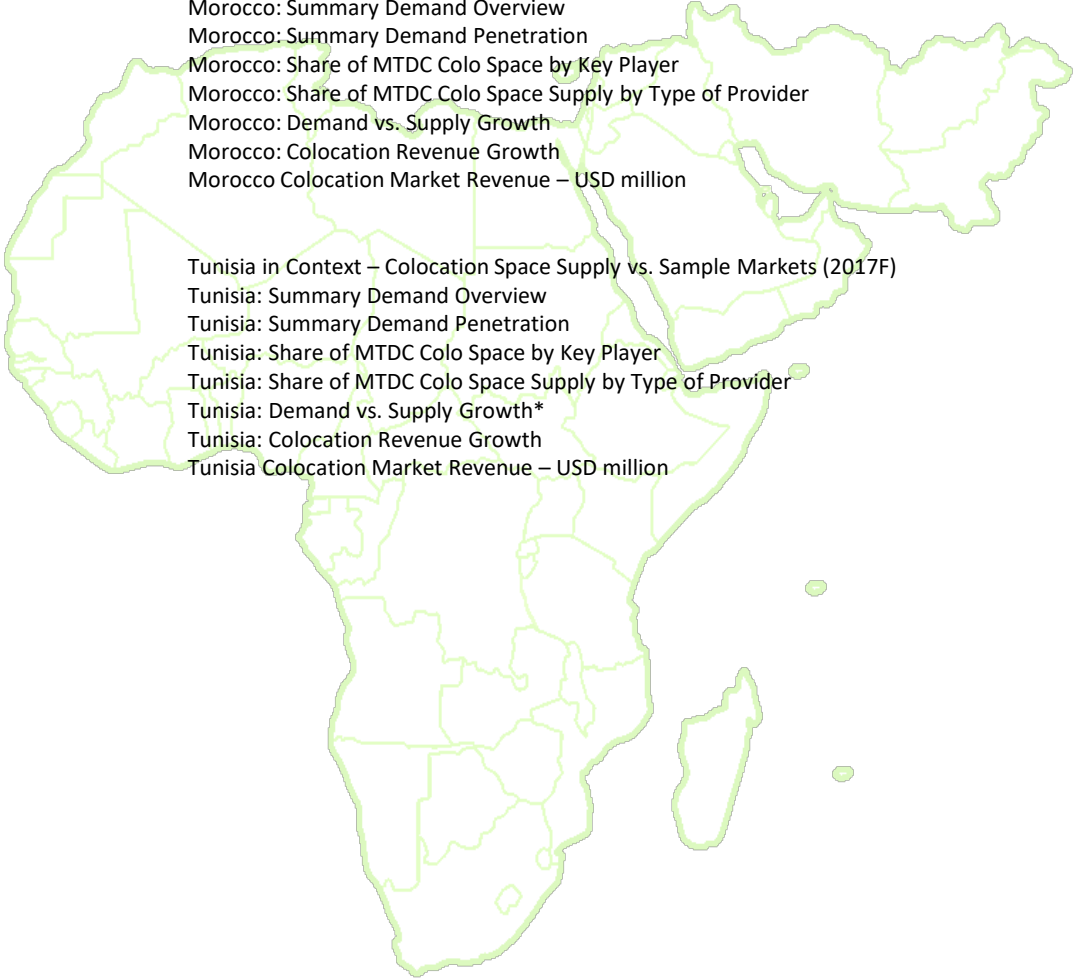 Morocco: Summary Demand Overview
Morocco: Summary Demand Penetration
Morocco: Share of MTDC Colo Space by Key Player
Morocco: Share of MTDC Colo Space Supply by Type of Provider
Morocco: Demand vs. Supply Growth
Morocco: Colocation Revenue Growth
Morocco Colocation Market Revenue – USD million
Tunisia in Context – Colocation Space Supply vs. Sample Markets (2017F)
Tunisia: Summary Demand Overview
Tunisia: Summary Demand Penetration
Tunisia: Share of MTDC Colo Space by Key Player
Tunisia: Share of MTDC Colo Space Supply by Type of Provider
Tunisia: Demand vs. Supply Growth*
Tunisia: Colocation Revenue Growth
Tunisia Colocation Market Revenue – USD million